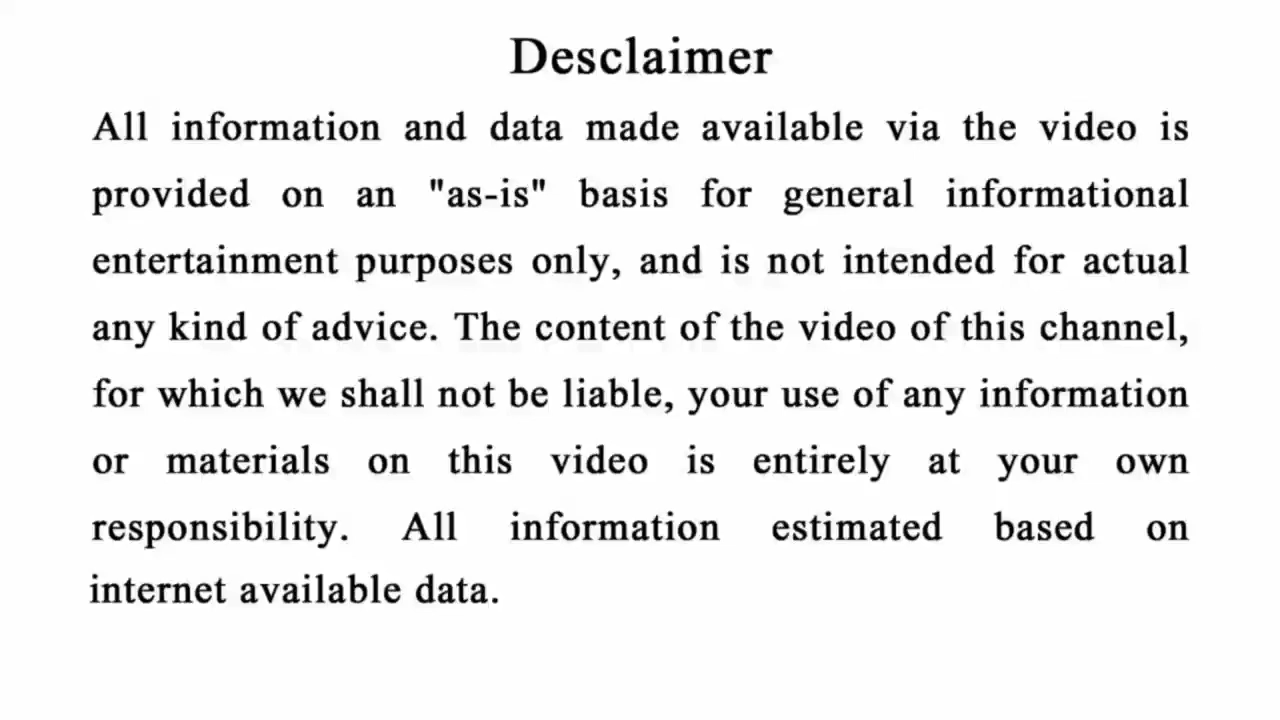 Desclaimer
All information and data made available via the video is
provided on an "as-is" basis for general informational
entertainment purposes only, and is not intended for actual
any kind of advice. The content of the video of this channel,
for which we shall not be liable, your use of any information
or materials on this video is entirely at your own
responsibility. All information estimated based on
internet available data.